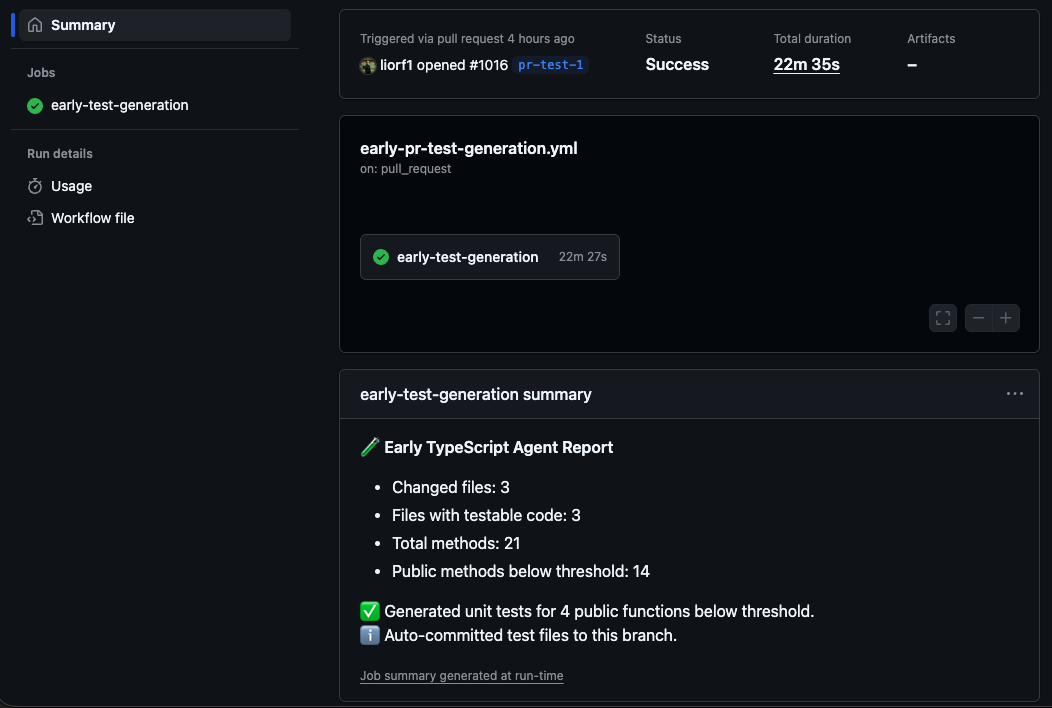 Summary
Jobs
early-test-generation
Run details
Usage
Workflow file
Triggered via pull request 4 hours ago
liorf1 opened #1016 pr-test-1
Status
Success
Total duration
22m 35s
Artifacts
–
early-pr-test-generation.yml
on: pull_request
early-test-generation 22m 27s
early-test-generation summary
Early TypeScript Agent Report
• Changed files: 3
• Files with testable code: 3
• Total methods: 21
• Public methods below threshold: 14
✅ Generated unit tests for 4 public functions below threshold.
ℹ️ Auto-committed test files to this branch.
Job summary generated at run-time